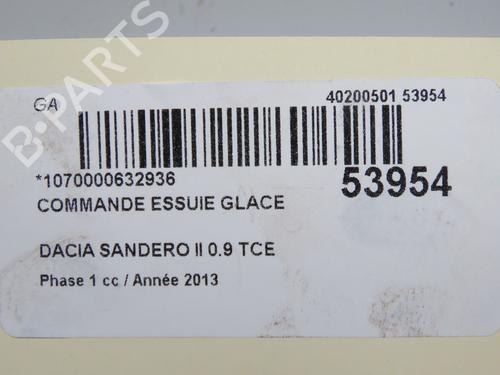 GA
40200501 53954
*1070000632936
53954
COMMANDE ESSUIE GLACE
DACIA SANDERO II 0.9 TCE
Phase 1 cc / Année 2013
B-PARTS